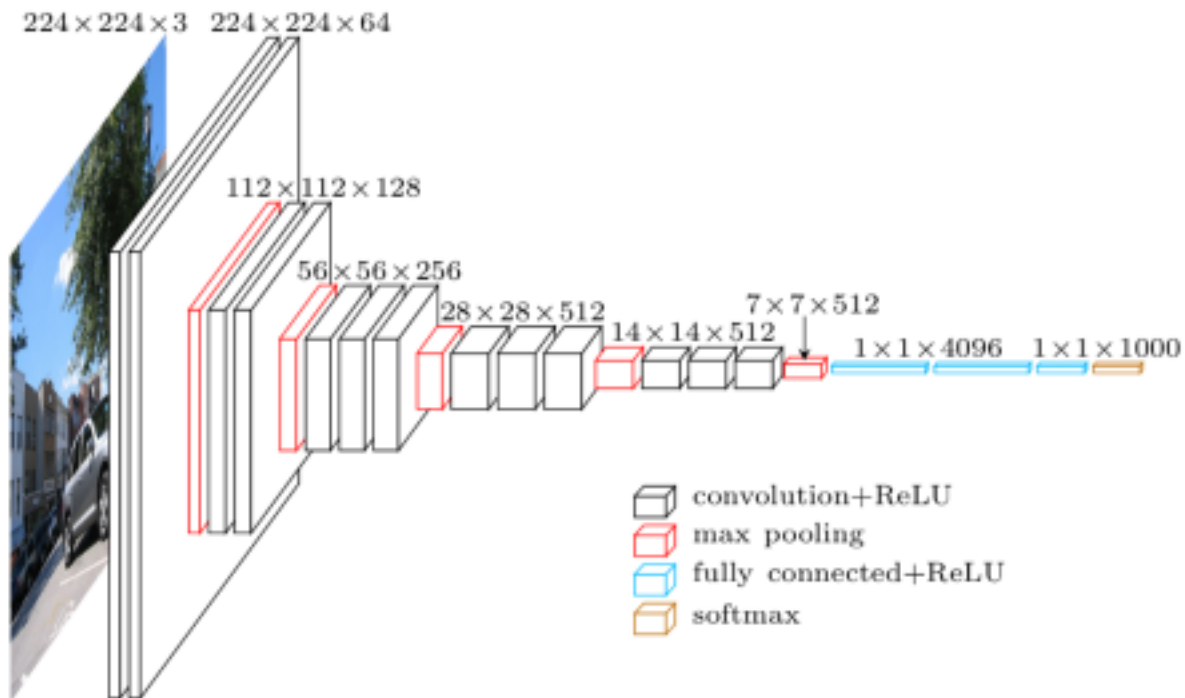 224×224×3
224×224×64
112×112×128
56×56×256
28×28×512
14×14×512
7×7×512
1×1×4096
1×1×1000
convolution+ReLU
max pooling
fully connected+ReLU
softmax